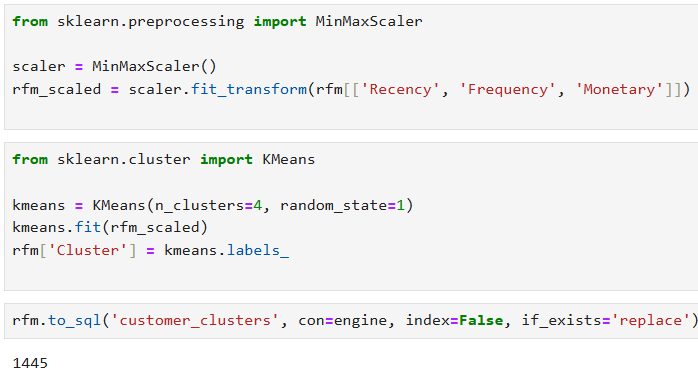 from sklearn.preprocessing import MinMaxScaler
scaler = MinMaxScaler()
rfm_scaled = scaler.fit_transform(rfm[['Recency', 'Frequency', 'Monetary']])
from sklearn.cluster import KMeans
kmeans = KMeans(n_clusters=4, random_state=1)
kmeans.fit(rfm_scaled)
rfm['Cluster'] = kmeans.labels_
rfm.to_sql('customer_clusters', con=engine, index=False, if_exists='replace')
1445